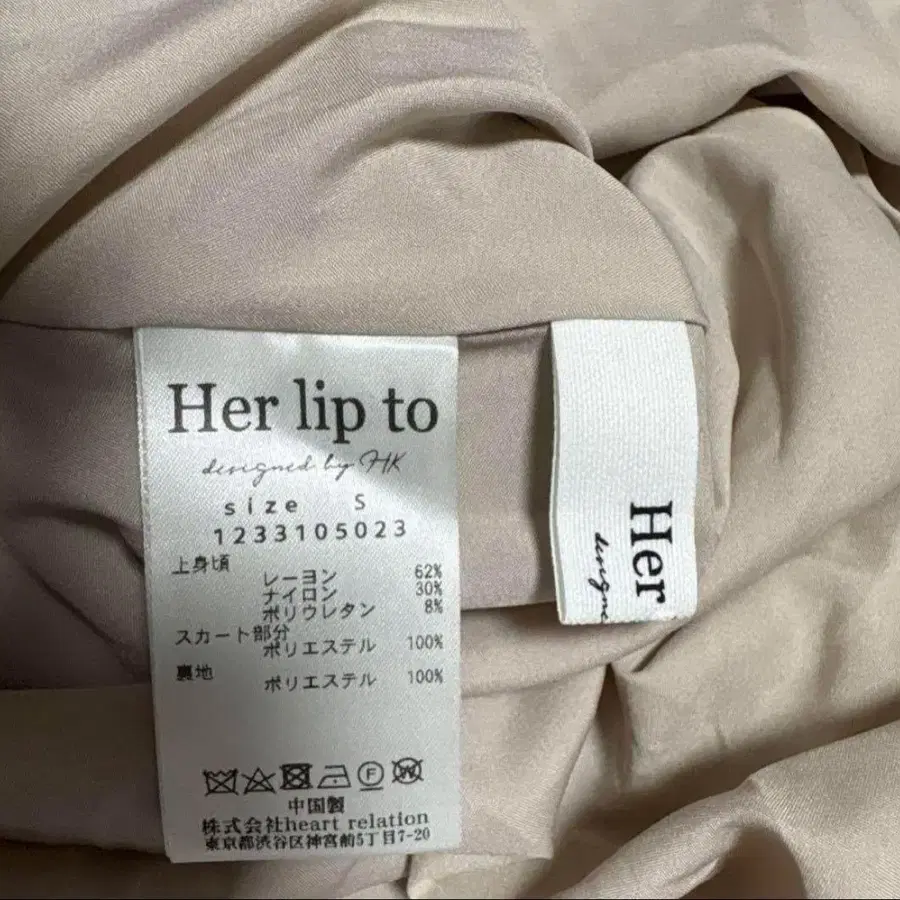 Her lip to
designed by HK
size S
1233105023
上身頃
レーヨン 62%
ナイロン 30%
ポリウレタン 8%
スカート部分
ポリエステル 100%
裏地
ポリエステル 100%
F
W
中国製
株式会社heart relation
東京都渋谷区神宮前5丁目7-20
Her
designe